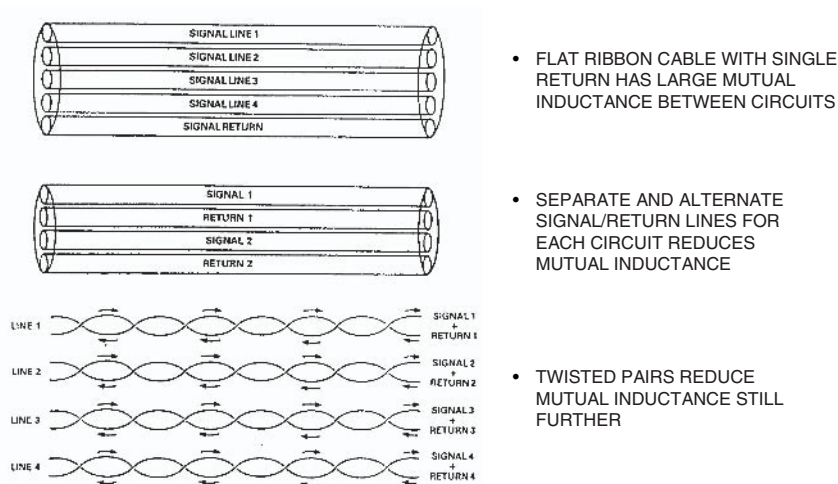 SIGNAL LINE 1
SIGNAL LINE 2
SIGNAL LINE 3
SIGNAL LINE 4
SIGNAL RETURN
• FLAT RIBBON CABLE WITH SINGLE
RETURN HAS LARGE MUTUAL
INDUCTANCE BETWEEN CIRCUITS
SIGNAL 1
RETURN 1
SIGNAL 2
RETURN 2
• SEPARATE AND ALTERNATE
SIGNAL/RETURN LINES FOR
EACH CIRCUIT REDUCES
MUTUAL INDUCTANCE
LINE 1
SIGNAL 1
+
RETURN 1
LINE 2
SIGNAL 2
+
RETURN 2
LINE 3
SIGNAL 3
+
RETURN 3
LINE 4
SIGNAL 4
+
RETURN 4
• TWISTED PAIRS REDUCE
MUTUAL INDUCTANCE STILL
FURTHER